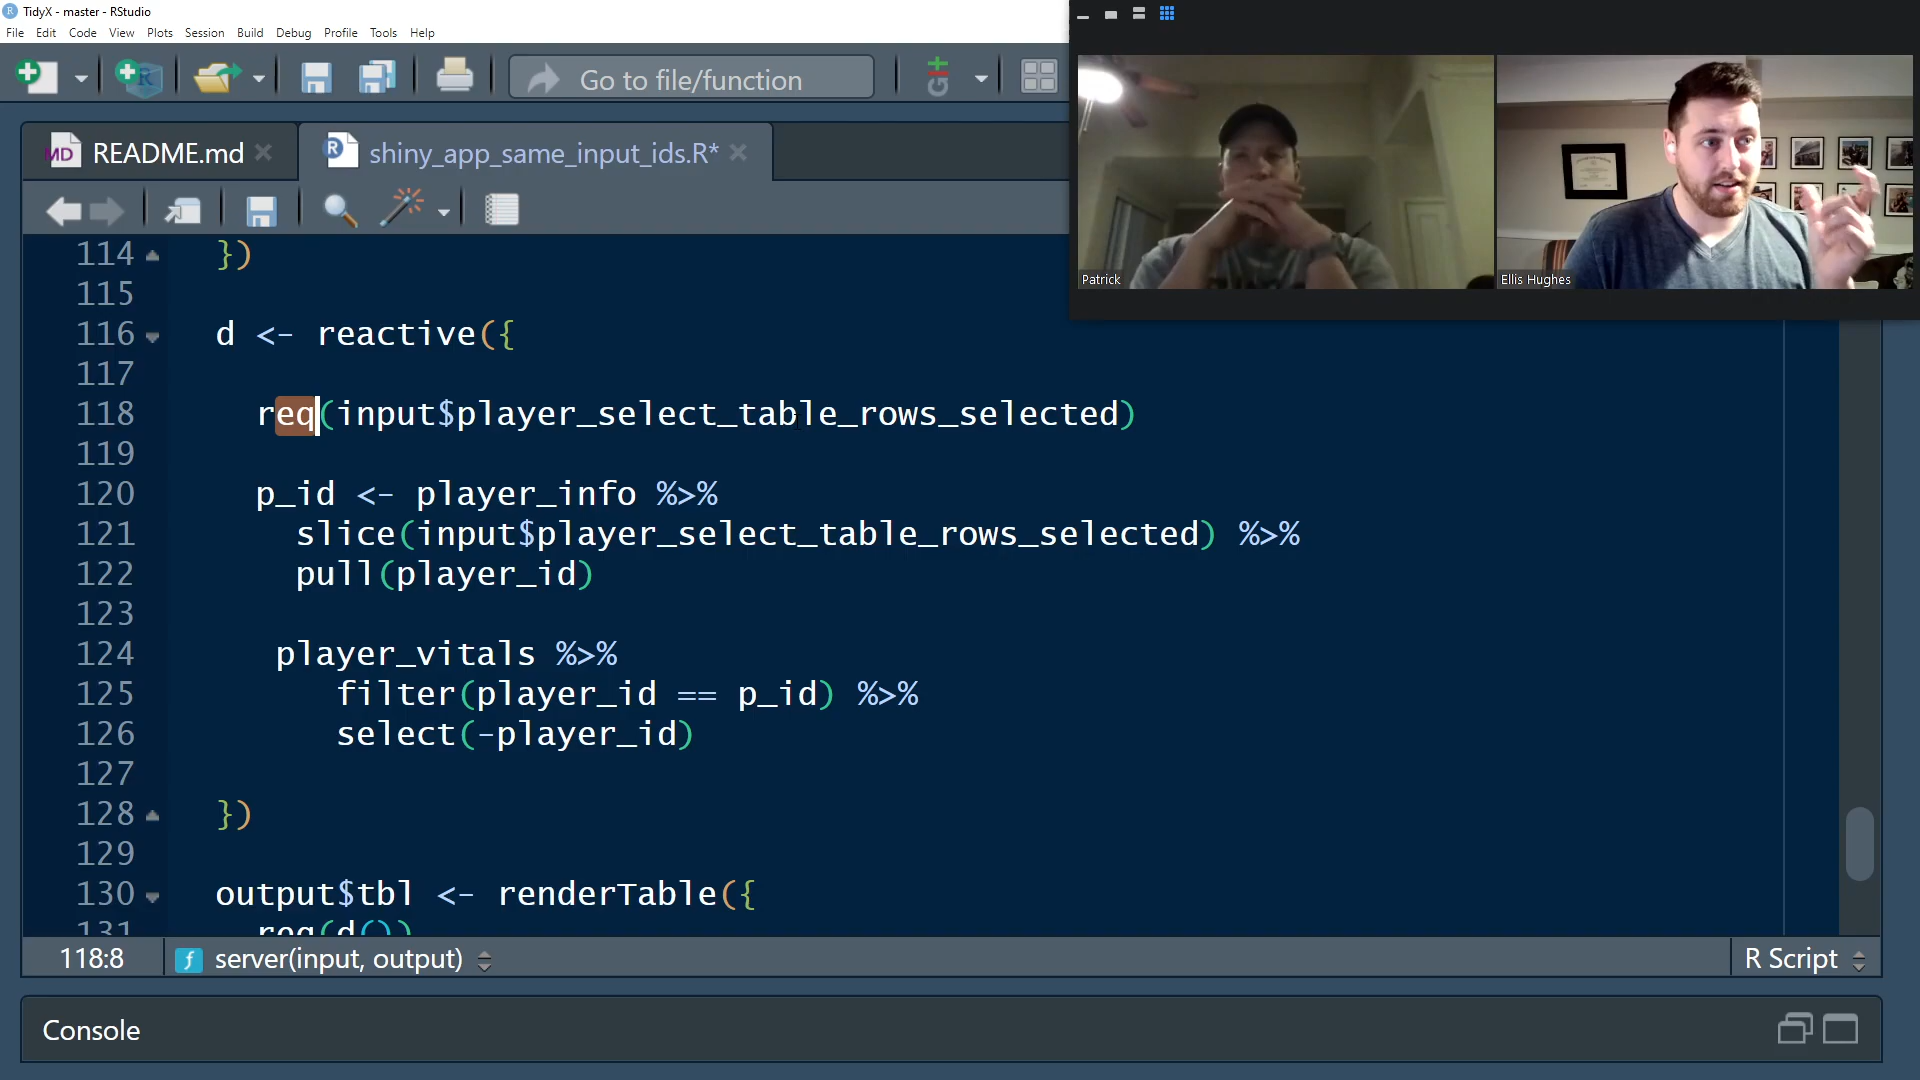 TidyX - master - RStudio
File Edit Code View Plots Session Build Debug Profile Tools Help
Go to file/function
README.md
shiny_app_same_input_ids.R*
Patrick
Ellis Hughes
114 })
115
116 d <- reactive({
117
118 req(input$player_select_table_rows_selected)
119
120 p_id <- player_info %>%
121 slice(input$player_select_table_rows_selected) %>%
122 pull(player_id)
123
124 player_vitals %>%
125 filter(player_id == p_id) %>%
126 select(-player_id)
127
128 })
129
130 output$tbl <- renderTable({
131 req(d())
118:8 server(input, output) R Script
Console